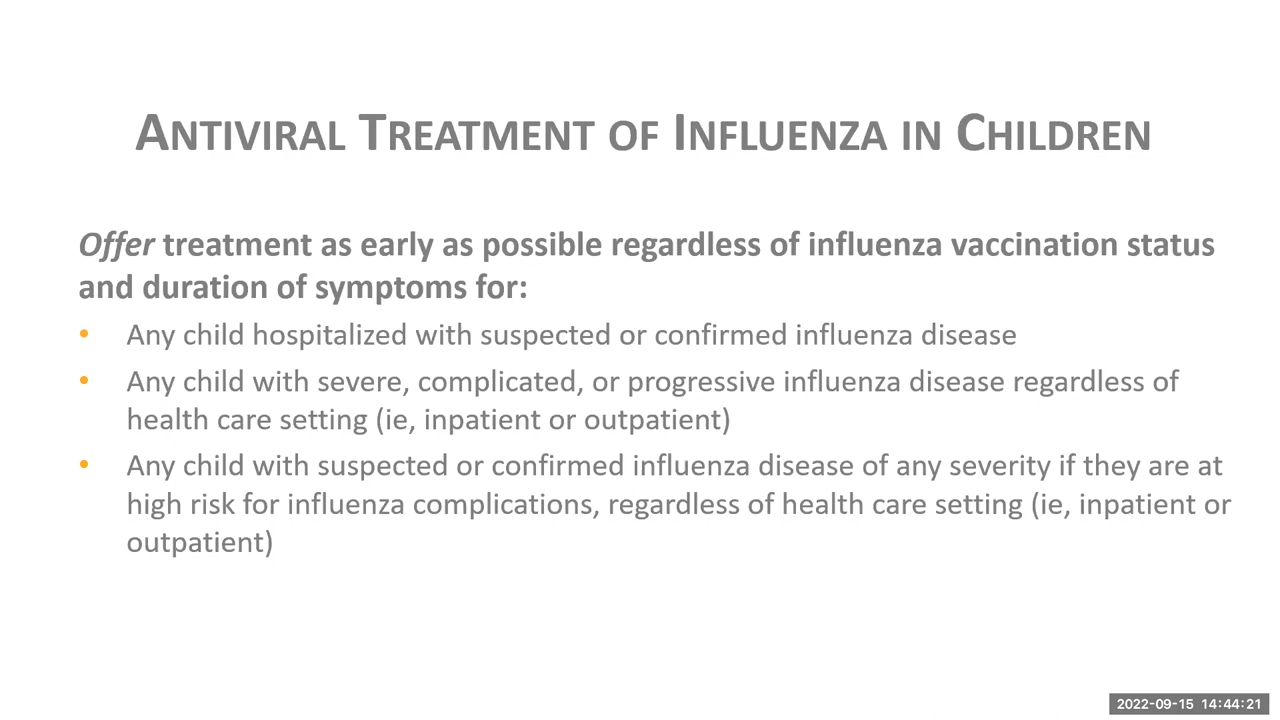 ANTIVIRAL TREATMENT OF INFLUENZA IN CHILDREN
Offer treatment as early as possible regardless of influenza vaccination status
and duration of symptoms for:
• Any child hospitalized with suspected or confirmed influenza disease
• Any child with severe, complicated, or progressive influenza disease regardless of
health care setting (ie, inpatient or outpatient)
• Any child with suspected or confirmed influenza disease of any severity if they are at
high risk for influenza complications, regardless of health care setting (ie, inpatient or
outpatient)
2022-09-15 14:44:21